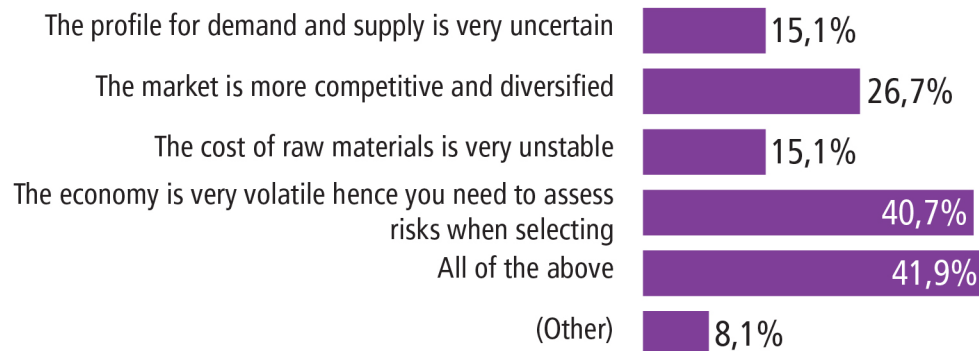 The profile for demand and supply is very uncertain
15,1%
The market is more competitive and diversified
26,7%
The cost of raw materials is very unstable
15,1%
The economy is very volatile hence you need to assess
risks when selecting
40,7%
All of the above
41,9%
(Other)
8,1%